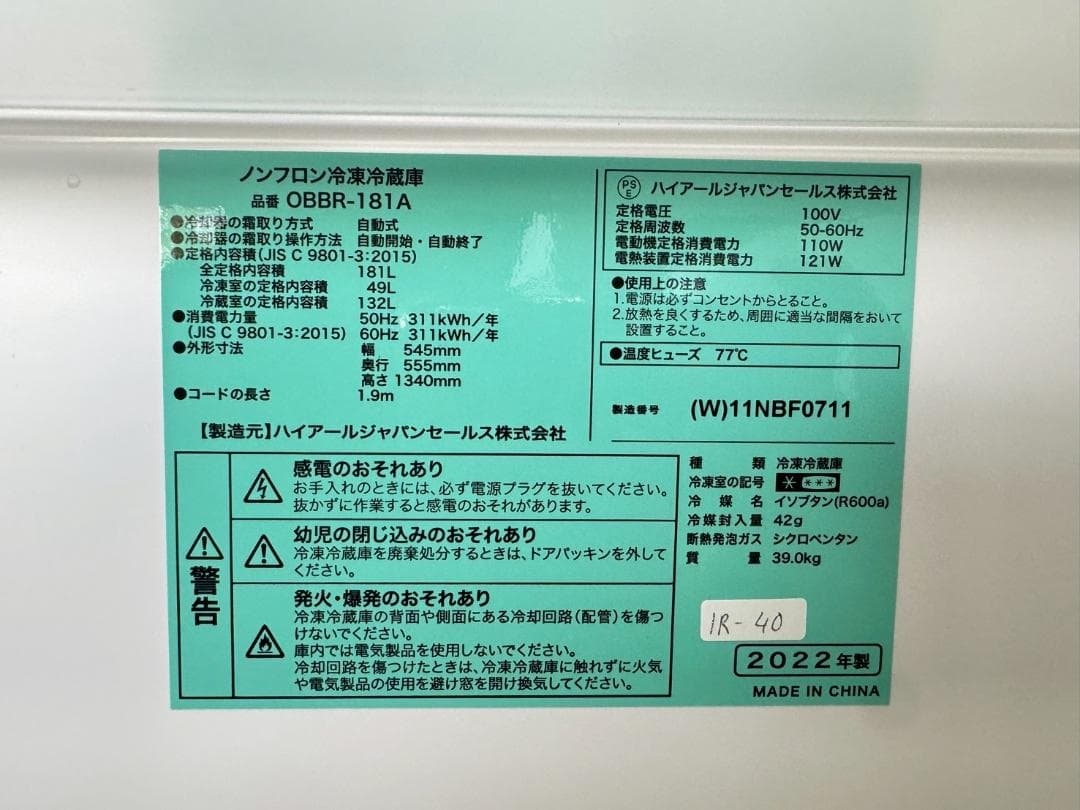 ノンフロン冷凍冷蔵庫
品番 OBBR-181A
●冷却器の霜取り方式 自動式
●冷却器の霜取り操作方法 自動開始・自動終了
●定格内容積(JIS C 9801-3:2015)
全定格内容積 181L
冷凍室の定格内容積 49L
冷蔵室の定格内容積 132L
●消費電力量 50Hz 311kWh/年
(JIS C 9801-3:2015) 60Hz 311kWh/年
●外形寸法 幅 545mm
奥行 555mm
高さ 1340mm
●コードの長さ 1.9m
【製造元】ハイアールジャパンセールス株式会社
PSE ハイアールジャパンセールス株式会社
定格電圧 100V
定格周波数 50-60Hz
電動機定格消費電力 110W
電熱装置定格消費電力 121W
●使用上の注意
1.電源は必ずコンセントからとること。
2.放熱を良くするため、周囲に適当な間隔をおいて
設置すること。
●温度ヒューズ 77℃
製造番号 (W)11NBF0711
警告
感電のおそれあり
お手入れのときには、必ず電源プラグを抜いてください。
抜かずに作業すると感電のおそれがあります。
幼児の閉じ込みのおそれあり
冷凍冷蔵庫を廃棄処分するときは、ドアパッキンを外して
ください。
発火・爆発のおそれあり
冷凍冷蔵庫の背面や側面にある冷却回路(配管)を傷つ
けないでください。
庫内では電気製品を使用しないでください。
冷却回路を傷つけたときは、冷凍冷蔵庫に触れずに火気
や電気製品の使用を避け窓を開け換気してください。
種類 冷凍冷蔵庫
冷凍室の記号 * ***
冷媒名 イソブタン(R600a)
冷媒封入量 42g
断熱発泡ガス シクロペンタン
質量 39.0kg
IR-40
2022年製
MADE IN CHINA